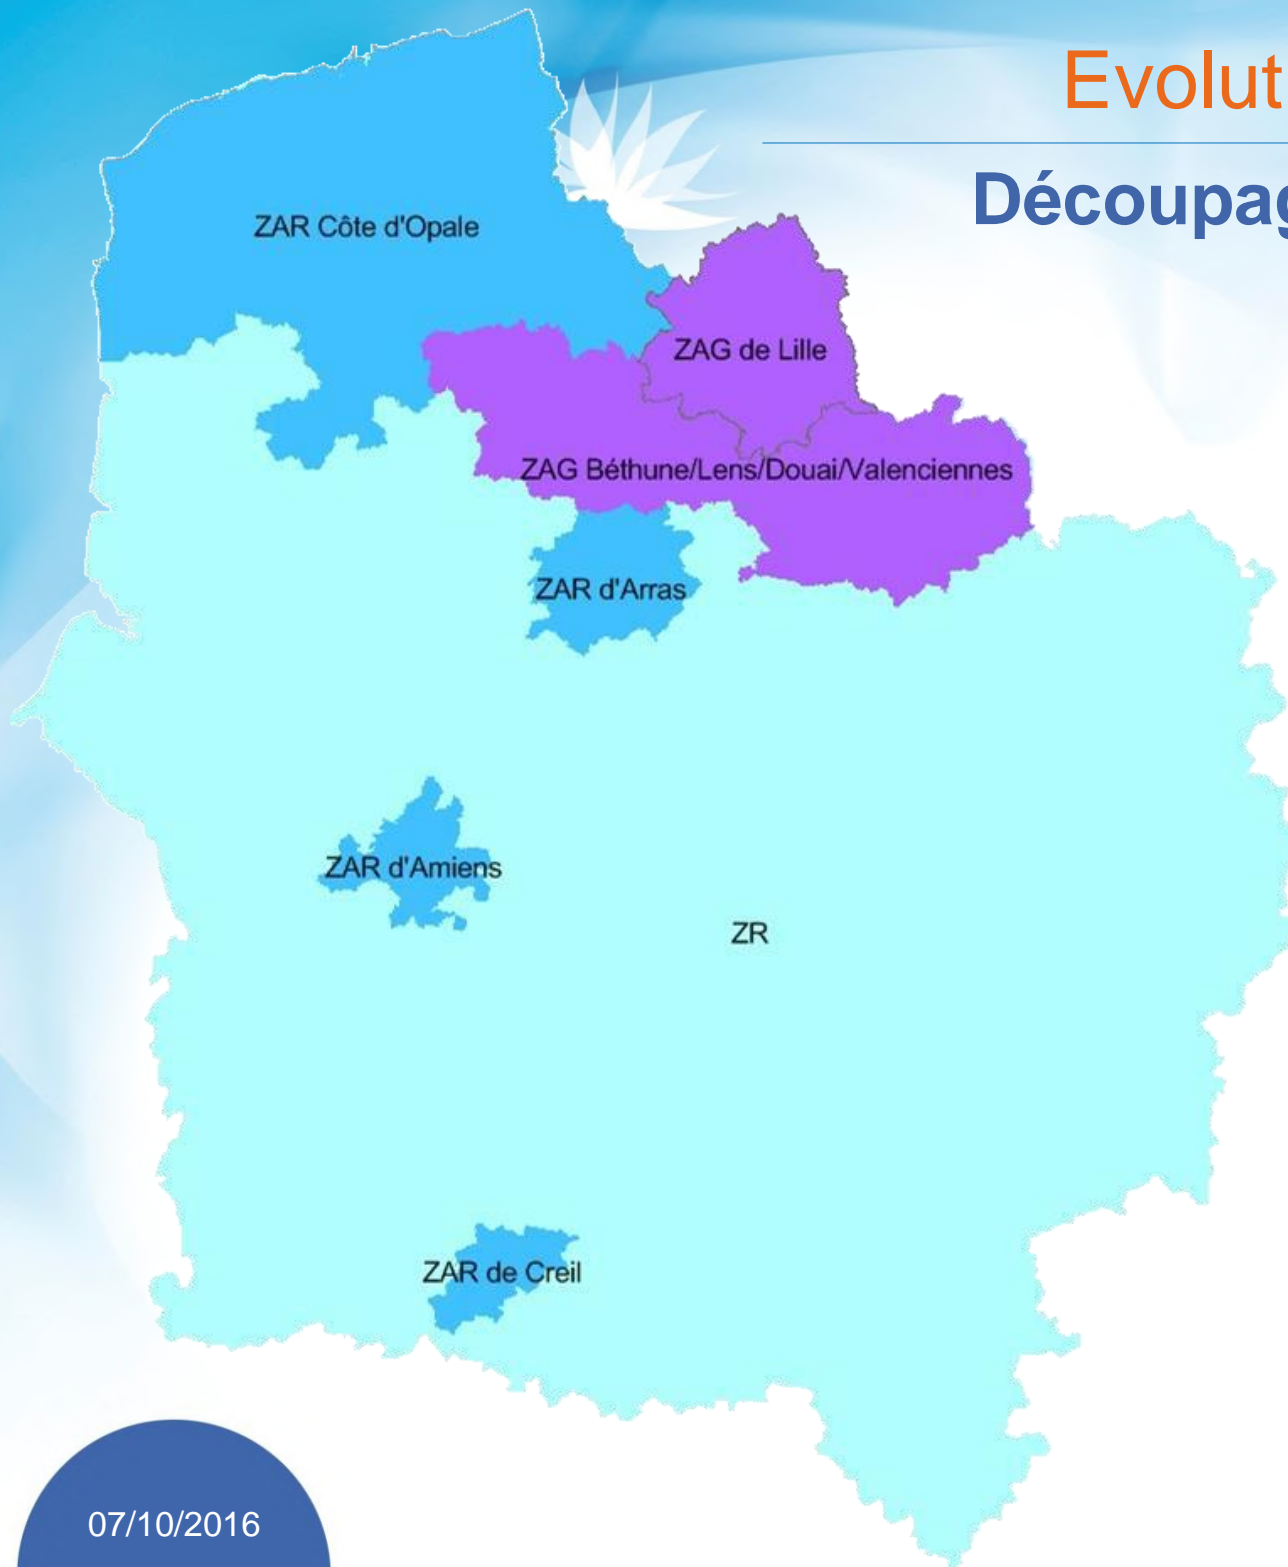 Evolut
Découpag
ZAR Côte d'Opale
ZAG de Lille
ZAG Béthune/Lens/Douai/Valenciennes
ZAR d'Arras
ZAR d'Amiens
ZR
ZAR de Creil
07/10/2016